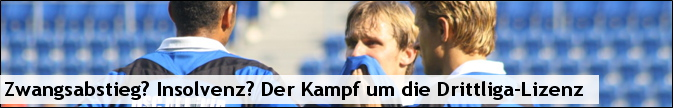 Zwangsabstieg? Insolvenz? Der Kampf um die Drittliga-Lizenz